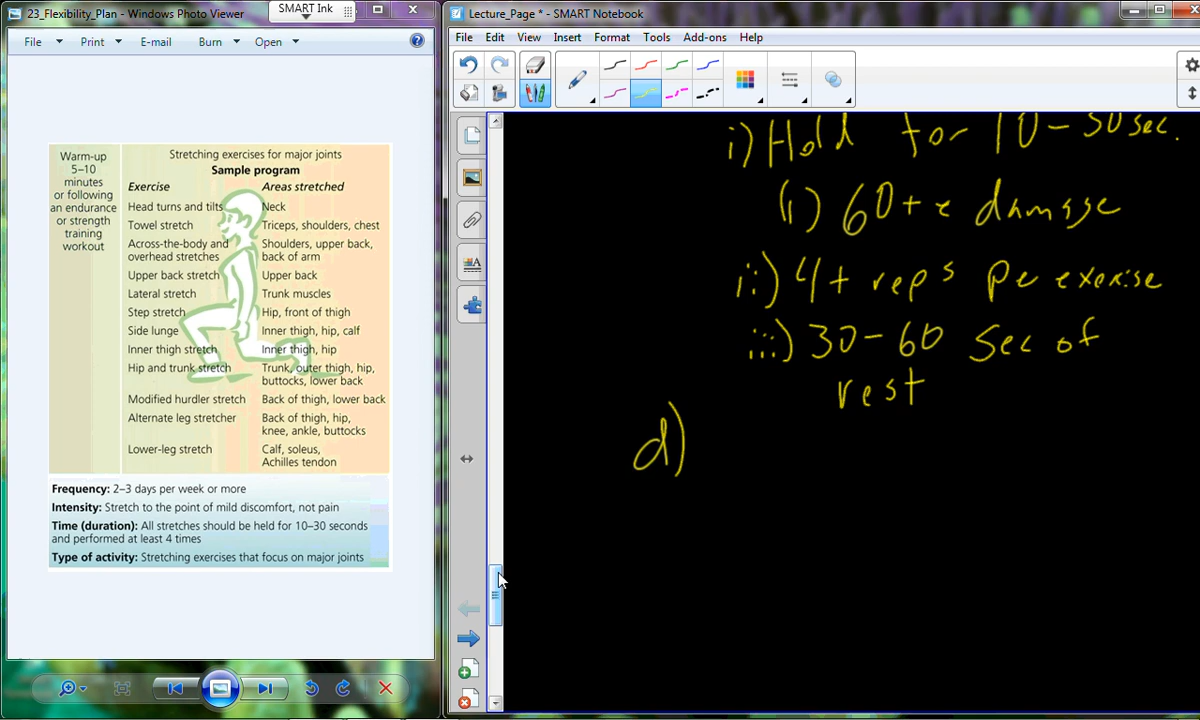 23_Flexibility_Plan - Windows Photo Viewer
SMART Ink
File Print E-mail Burn Open
Warm-up
5–10
minutes
or following
an endurance
or strength
training
workout
Stretching exercises for major joints
Sample program
Exercise Areas stretched
Head turns and tilts Neck
Towel stretch Triceps, shoulders, chest
Across-the-body and Shoulders, upper back,
overhead stretches back of arm
Upper back stretch Upper back
Lateral stretch Trunk muscles
Step stretch Hip, front of thigh
Side lunge Inner thigh, hip, calf
Inner thigh stretch Inner thigh, hip
Hip and trunk stretch Trunk, outer thigh, hip,
buttocks, lower back
Modified hurdler stretch Back of thigh, lower back
Alternate leg stretcher Back of thigh, hip,
knee, ankle, buttocks
Lower-leg stretch Calf, soleus,
Achilles tendon
Frequency: 2–3 days per week or more
Intensity: Stretch to the point of mild discomfort, not pain
Time (duration): All stretches should be held for 10–30 seconds
and performed at least 4 times
Type of activity: Stretching exercises that focus on major joints
Lecture_Page * - SMART Notebook
File Edit View Insert Format Tools Add-ons Help
i) Hold for 10-30 sec.
(i) 60+ damage
ii) 4+ reps per exercise
iii) 30-60 sec of
rest
d)